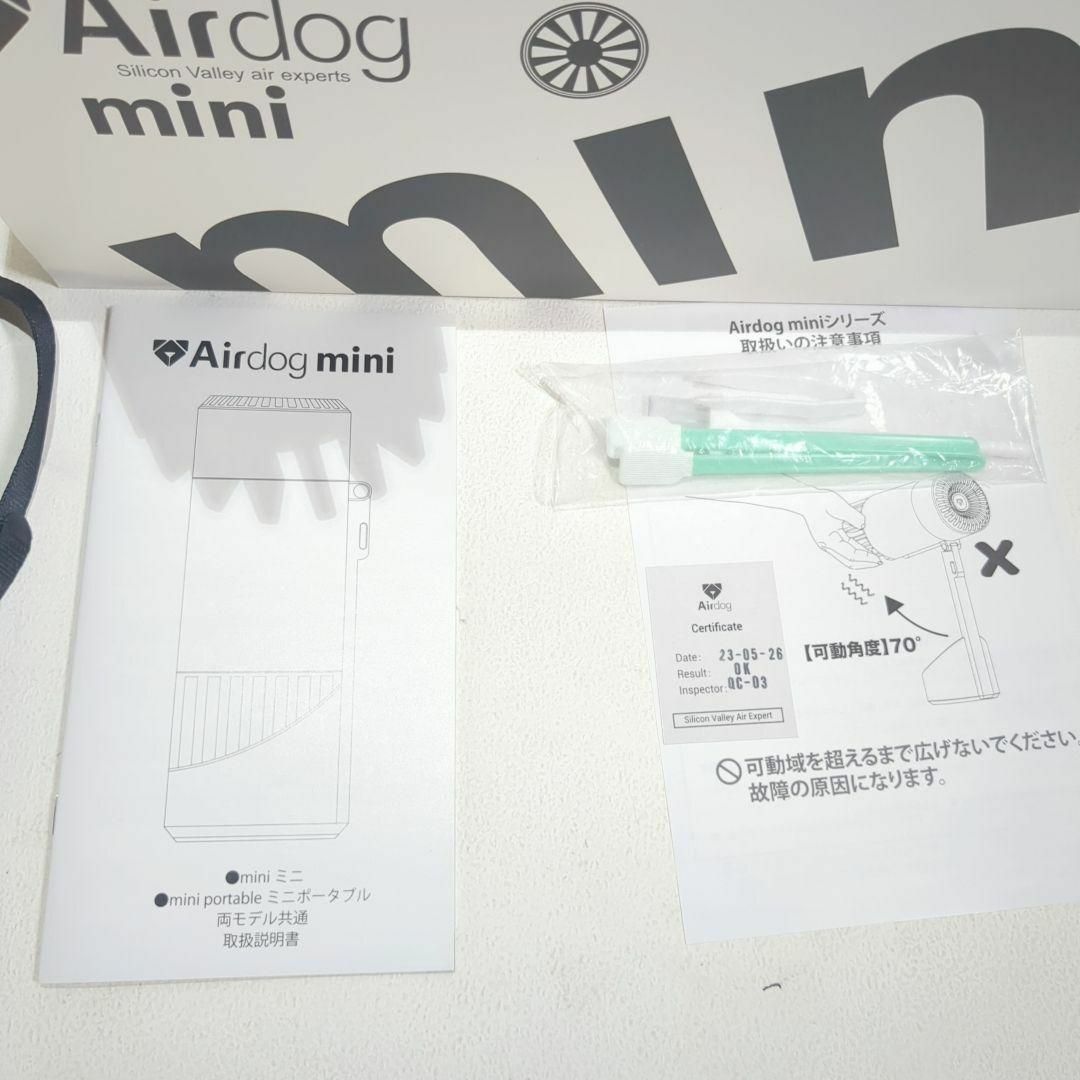 Airdog
Silicon Valley air experts
mini
min
Airdog mini
●mini ミニ
●mini portable ミニポータブル
両モデル共通
取扱説明書
Airdog miniシリーズ
取扱いの注意事項
【可動角度】70°
可動域を超えるまで広げないでください。
故障の原因になります。
Airdog
Certificate
Date: 23-05-26
Result: OK
Inspector: QC-03
Silicon Valley Air Expert